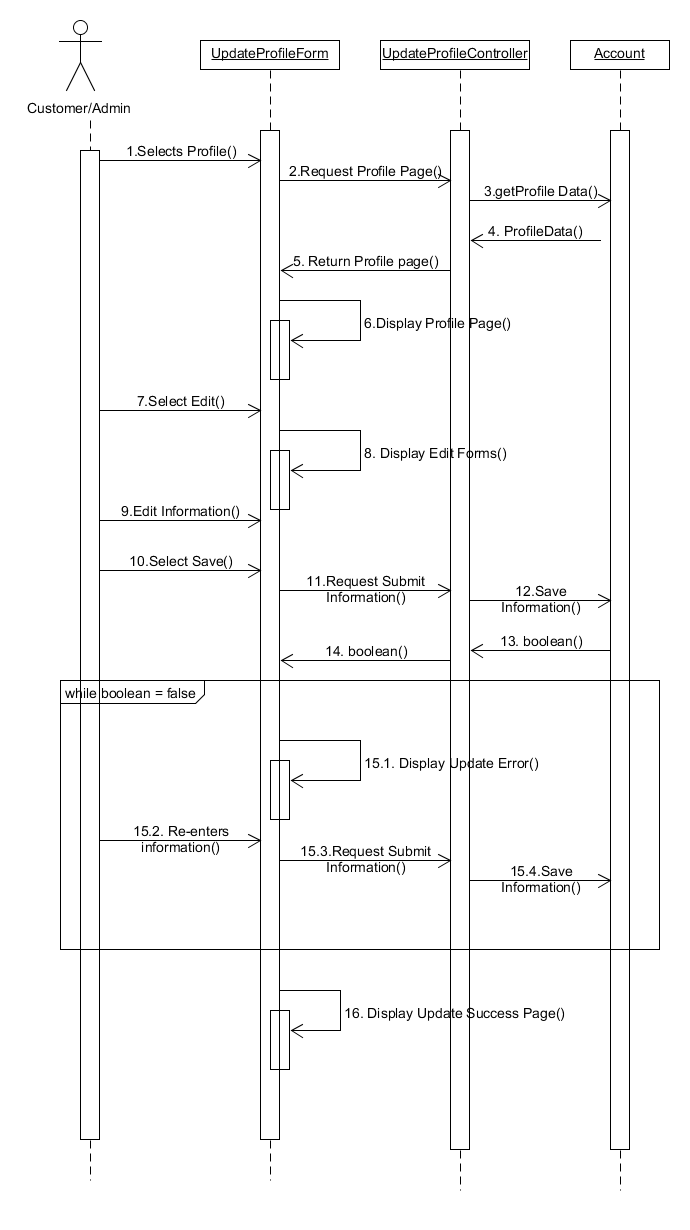 UpdateProfileForm
UpdateProfileController
Account
Customer/Admin
1.Selects Profile()
2.Request Profile Page()
3.getProfile Data()
4. ProfileData()
5. Return Profile page()
6.Display Profile Page()
7.Select Edit()
8. Display Edit Forms()
9.Edit Information()
10.Select Save()
11.Request Submit
Information()
12.Save
Information()
13. boolean()
14. boolean()
while boolean = false
15.1. Display Update Error()
15.2. Re-enters
information()
15.3.Request Submit
Information()
15.4.Save
Information()
16. Display Update Success Page()